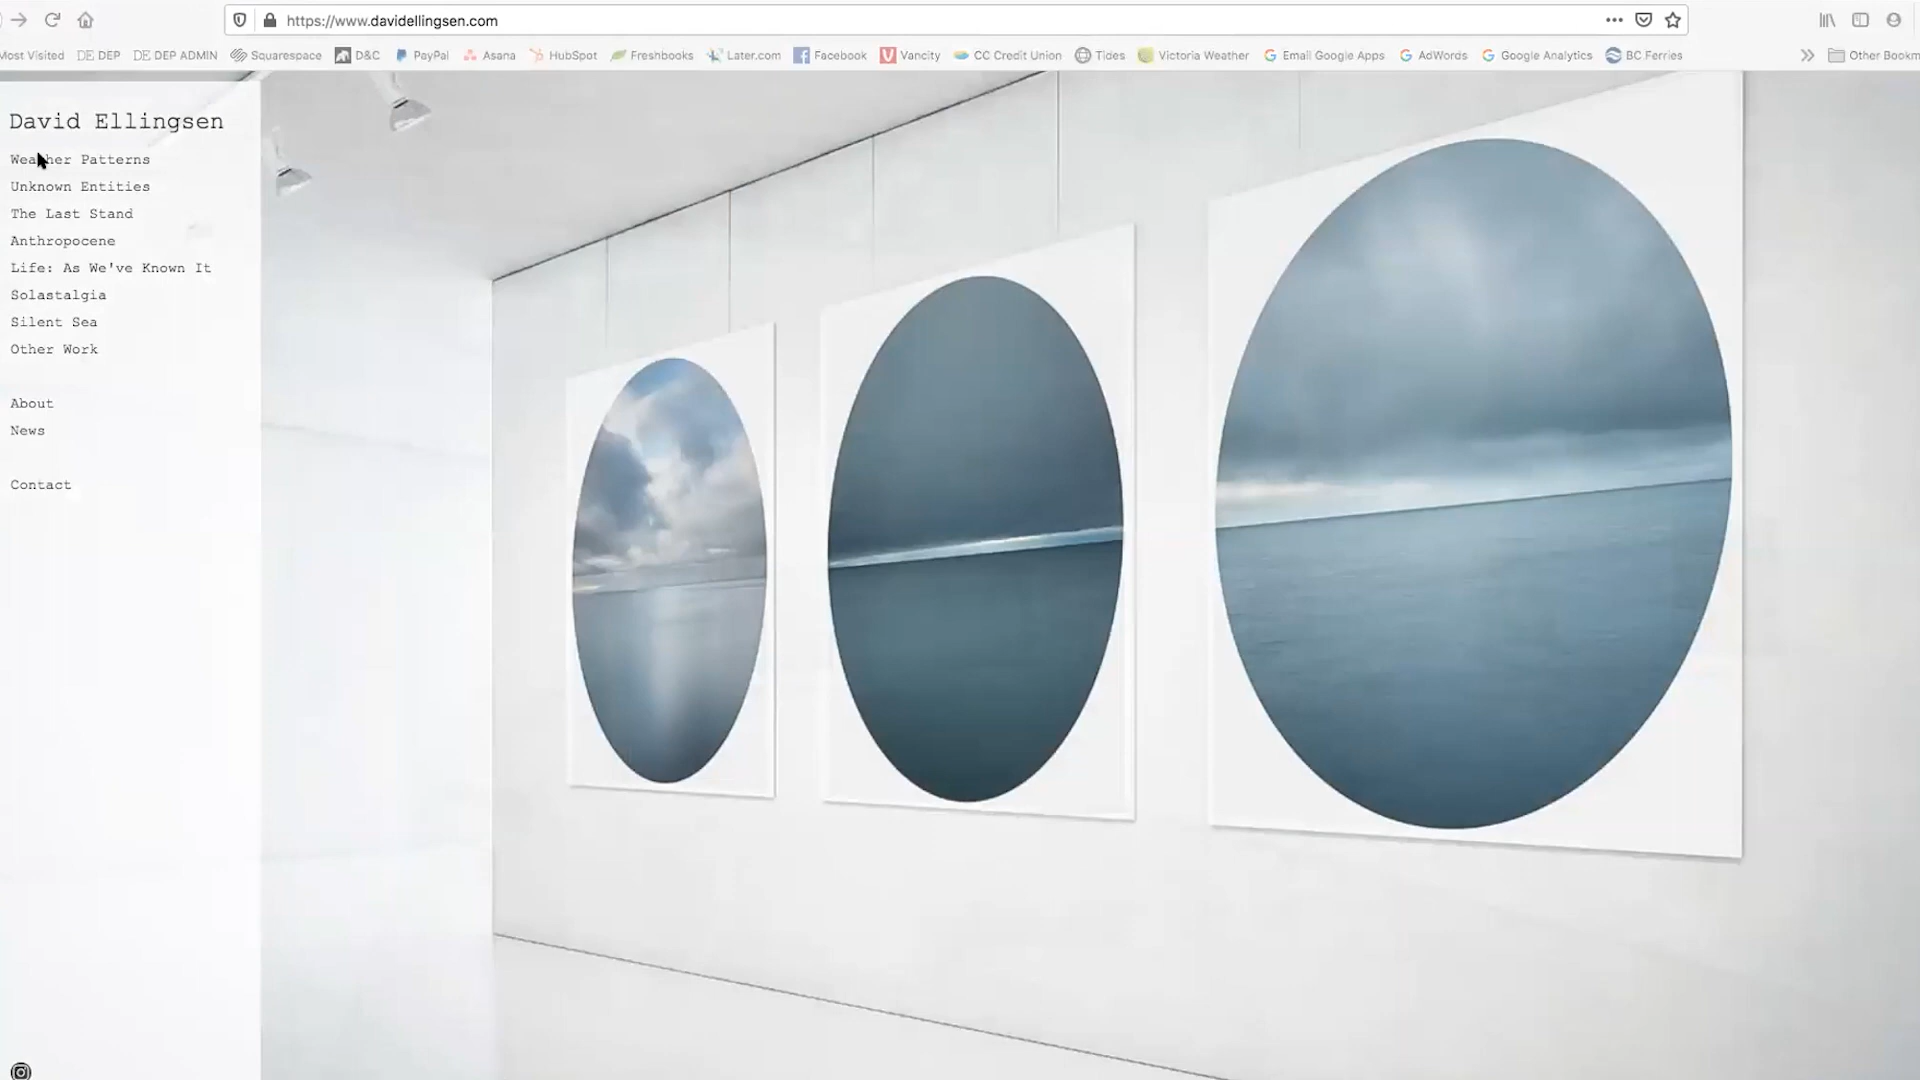 https://www.davidellingsen.com
Most Visited DEP DEP ADMIN Squarespace D&C PayPal Asana HubSpot Freshbooks Later.com Facebook Vancity CC Credit Union Tides Victoria Weather Email Google Apps AdWords Google Analytics BC Ferries Other Bookm
David Ellingsen
Weather Patterns
Unknown Entities
The Last Stand
Anthropocene
Life: As We've Known It
Solastalgia
Silent Sea
Other Work
About
News
Contact